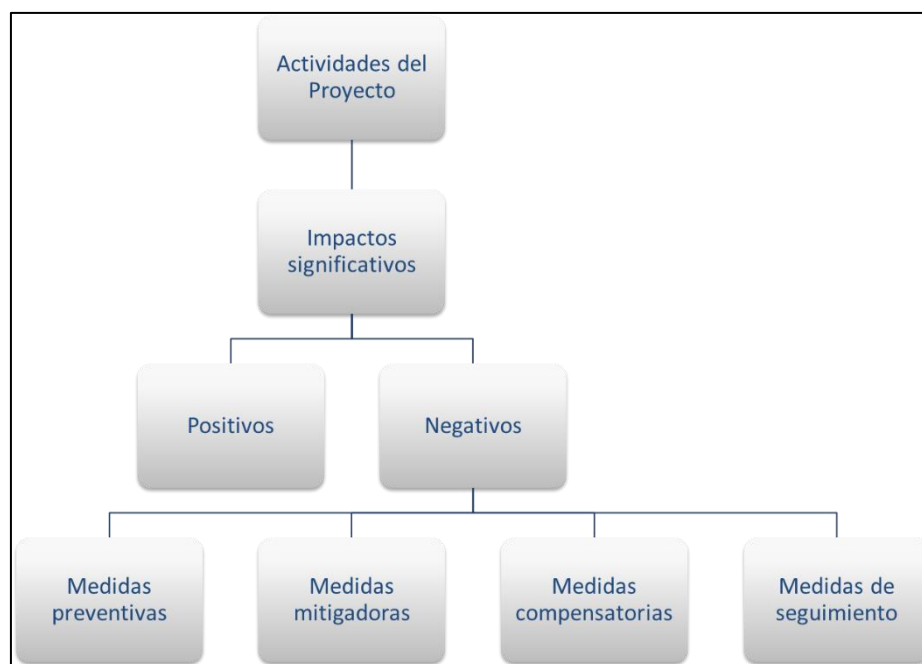 Actividades del
Proyecto
Impactos
significativos
Positivos
Negativos
Medidas
preventivas
Medidas
mitigadoras
Medidas
compensatorias
Medidas de
seguimiento